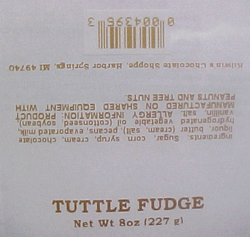 Ingredients: Sugar, corn syrup, cream, chocolate
liquor, butter (cream, salt), pecans, evaporated milk,
hydrogenated vegetable oil (cottonseed, soybean),
vanillin, salt. ALLERGY INFORMATION: PRODUCT
MANUFACTURED ON SHARED EQUIPMENT WITH
PEANUTS AND TREE NUTS.
Kilwin's Chocolate Shoppe, Harbor Springs, MI 49740
TUTTLE FUDGE
Net Wt 8oz (227 g)